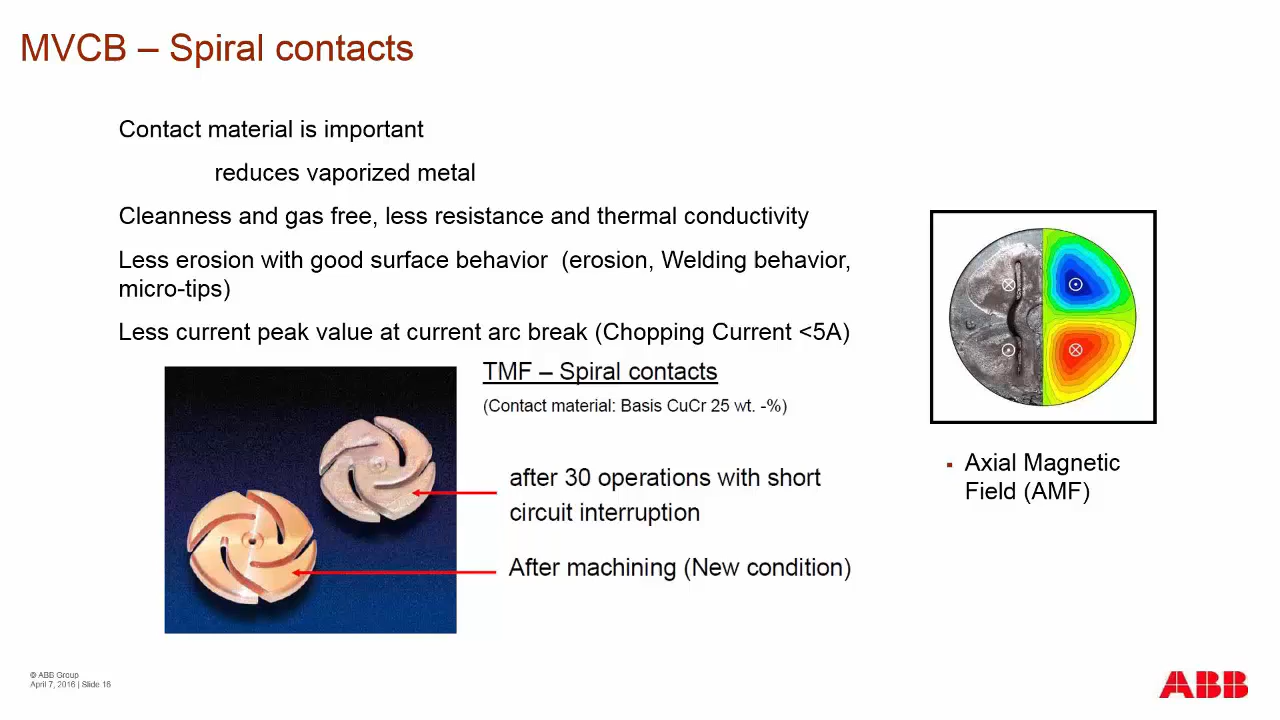 MVCB – Spiral contacts
Contact material is important
reduces vaporized metal
Cleanness and gas free, less resistance and thermal conductivity
Less erosion with good surface behavior (erosion, Welding behavior,
micro-tips)
Less current peak value at current arc break (Chopping Current <5A)
TMF – Spiral contacts
(Contact material: Basis CuCr 25 wt. -%)
after 30 operations with short
circuit interruption
After machining (New condition)
▪ Axial Magnetic
Field (AMF)
© ABB Group
April 7, 2016 | Slide 18
ABB